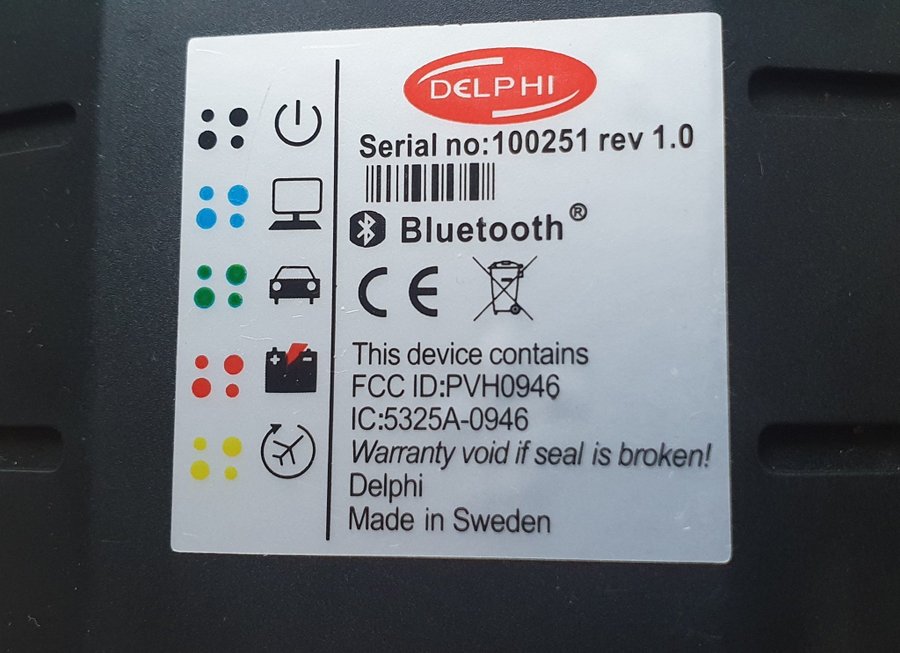 DELPHI
Serial no:100251 rev 1.0
Bluetooth®
CE
This device contains
FCC ID:PVH0946
IC:5325A-0946
Warranty void if seal is broken!
Delphi
Made in Sweden